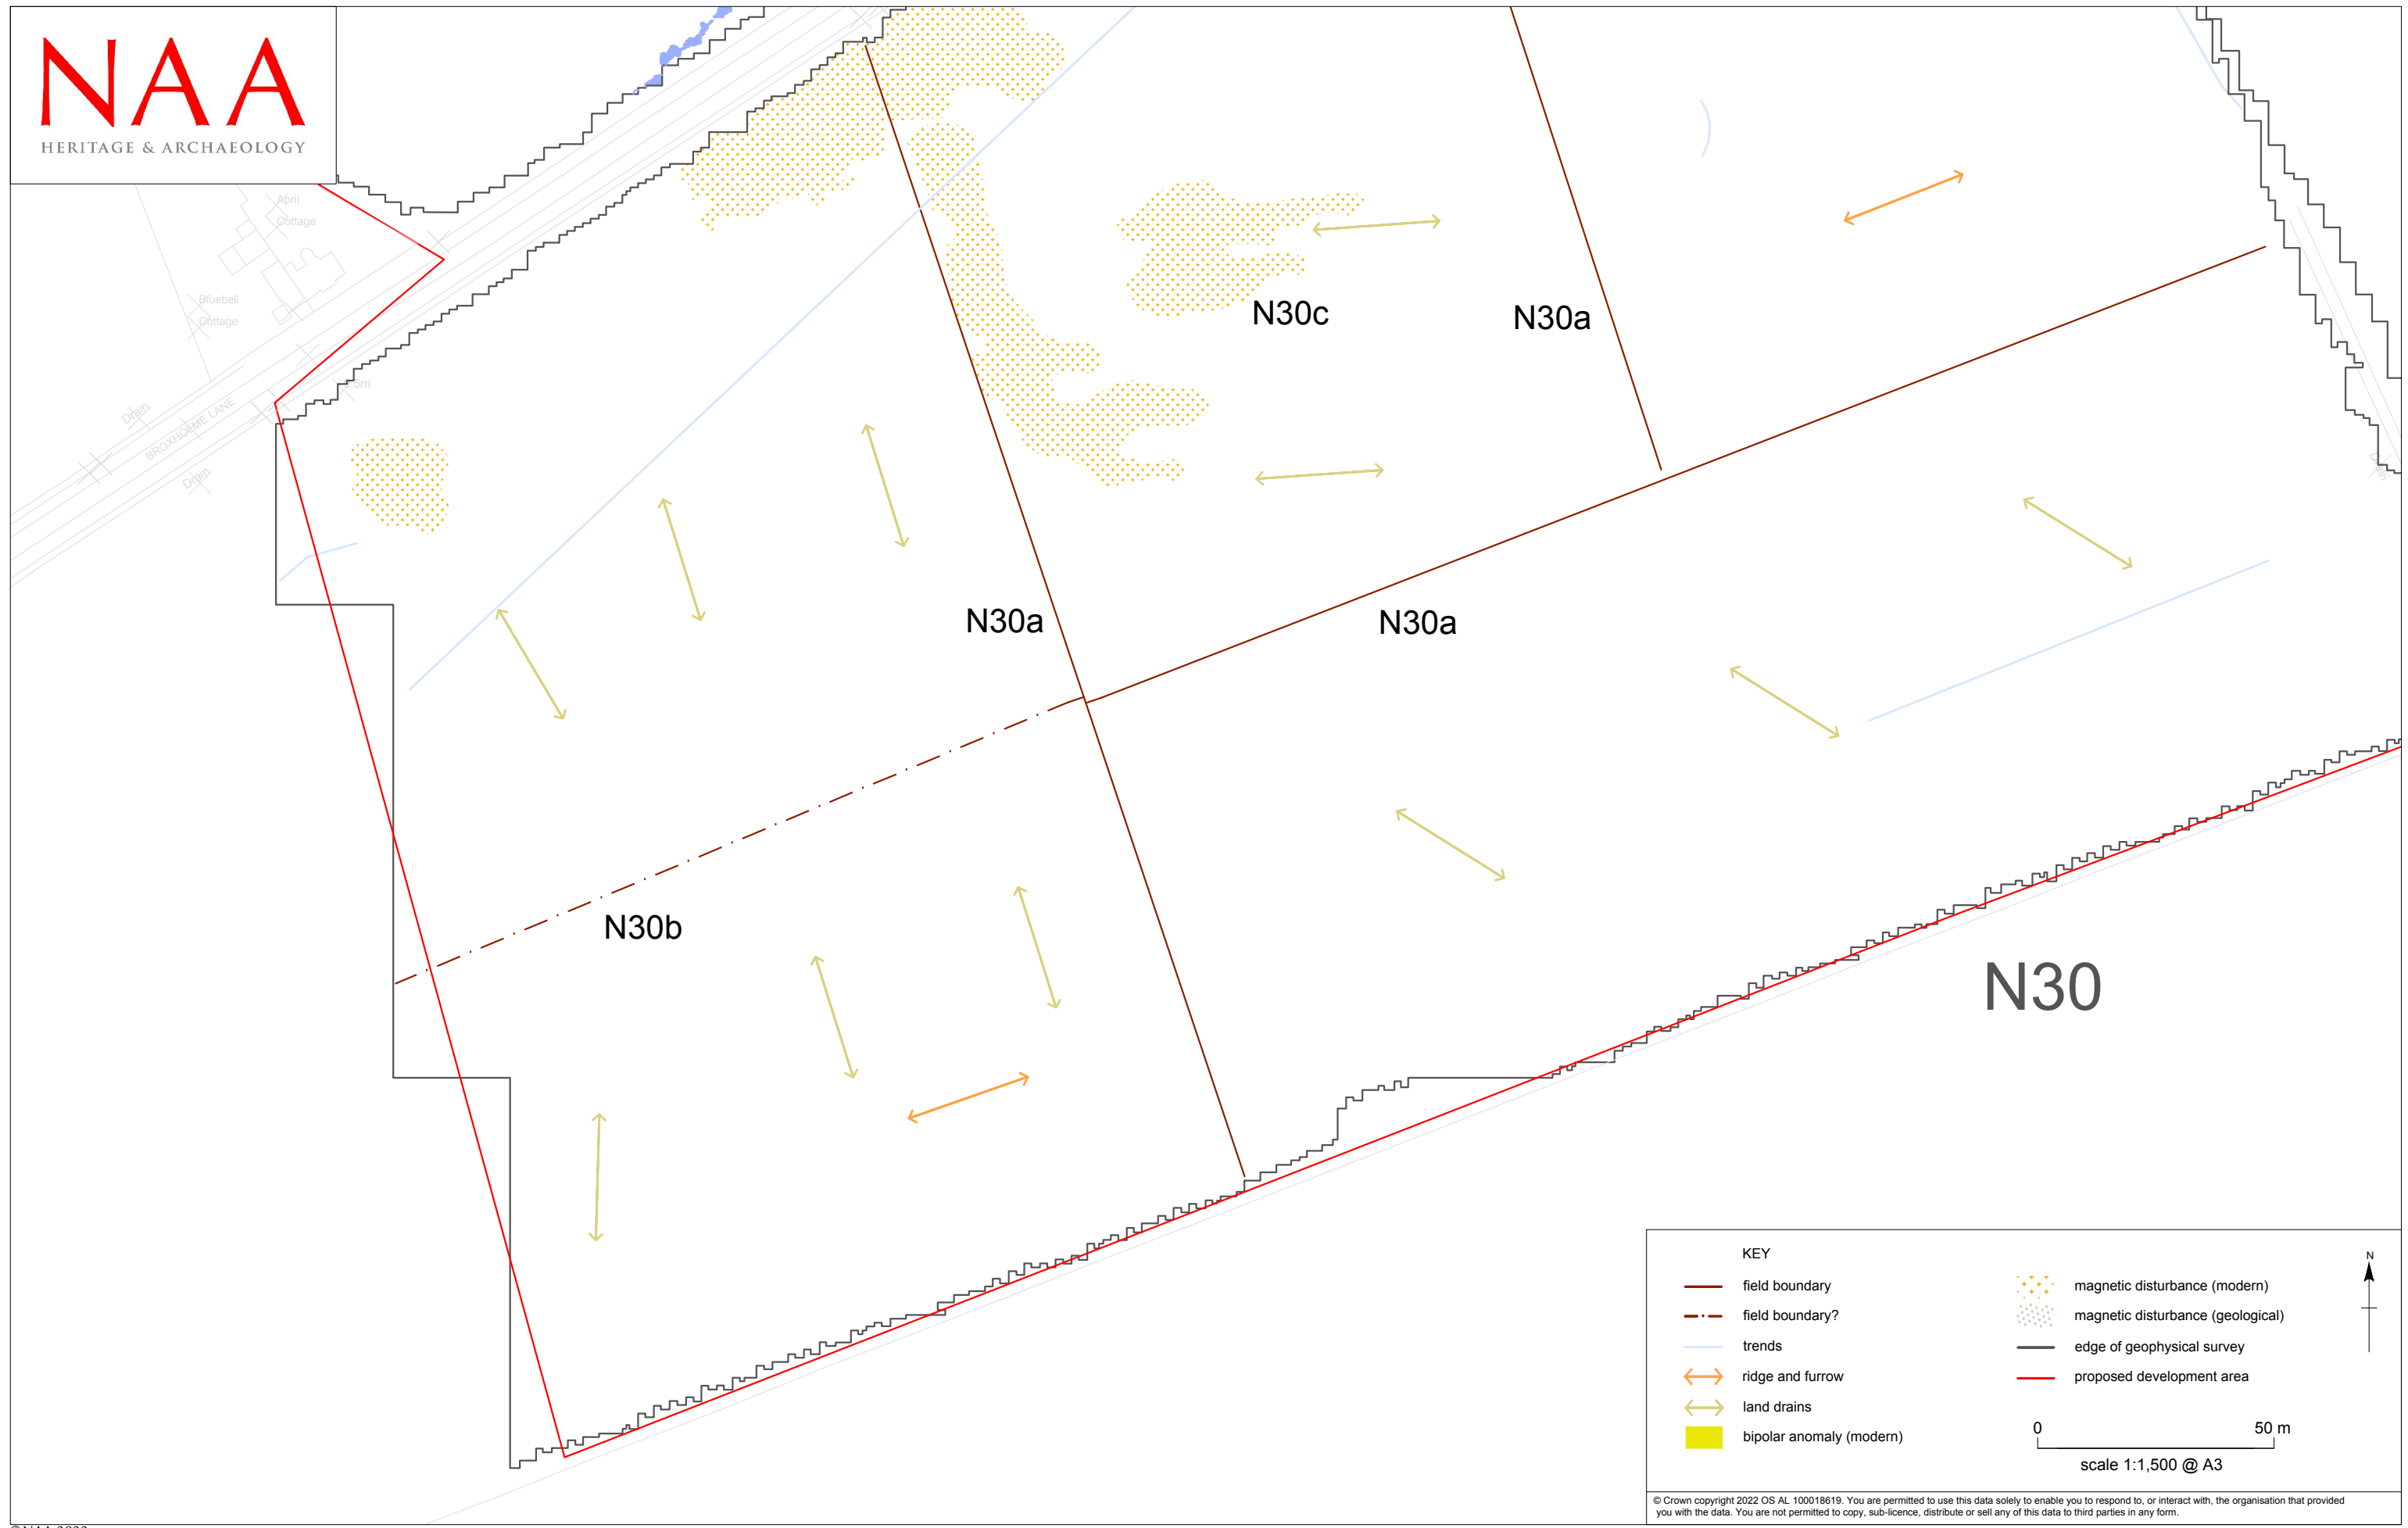 NAA
HERITAGE & ARCHAEOLOGY
April
Cottage
Bluebell
Cottage
Drain
BROXHOLME LANE
Drain
N30c
N30a
N30a
N30a
N30b
N30
KEY
field boundary
field boundary?
trends
ridge and furrow
land drains
bipolar anomaly (modern)
magnetic disturbance (modern)
magnetic disturbance (geological)
edge of geophysical survey
proposed development area
N
0 50 m
scale 1:1,500 @ A3
© Crown copyright 2022 OS AL 100018619. You are permitted to use this data solely to enable you to respond to, or interact with, the organisation that provided
you with the data. You are not permitted to copy, sub-licence, distribute or sell any of this data to third parties in any form.